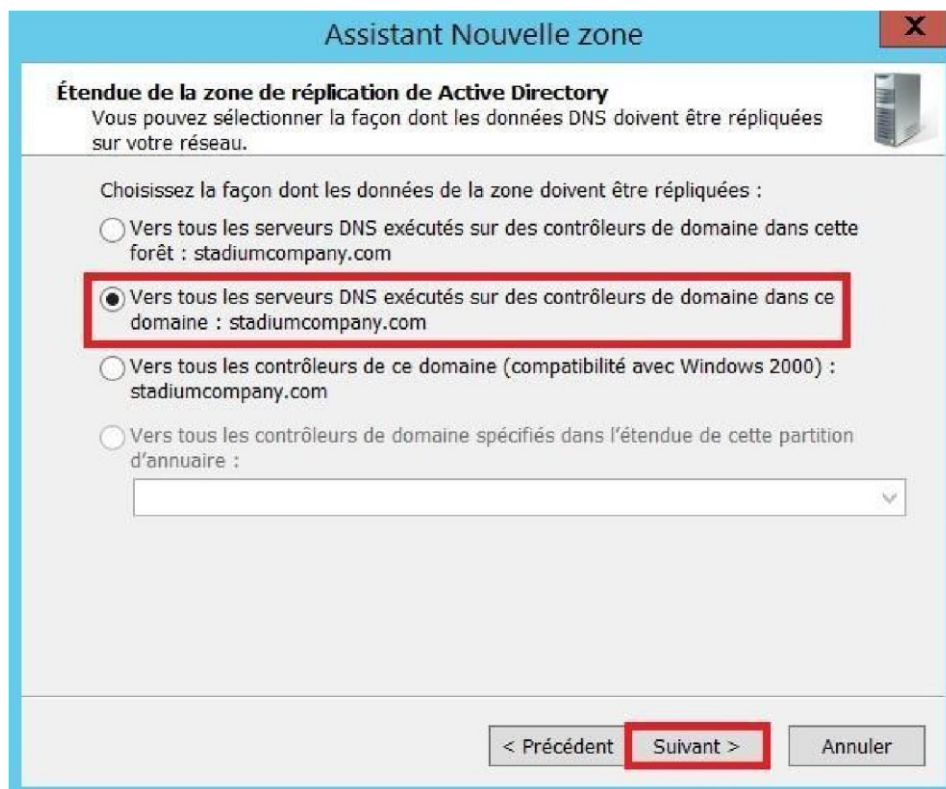 Assistant Nouvelle zone
X
Étendue de la zone de réplication de Active Directory
Vous pouvez sélectionner la façon dont les données DNS doivent être répliquées
sur votre réseau.
Choisissez la façon dont les données de la zone doivent être répliquées :
Vers tous les serveurs DNS exécutés sur des contrôleurs de domaine dans cette
forêt : stadiumcompany.com
Vers tous les serveurs DNS exécutés sur des contrôleurs de domaine dans ce
domaine : stadiumcompany.com
Vers tous les contrôleurs de ce domaine (compatibilité avec Windows 2000) :
stadiumcompany.com
Vers tous les contrôleurs de domaine spécifiés dans l'étendue de cette partition
d'annuaire :
< Précédent Suivant > Annuler